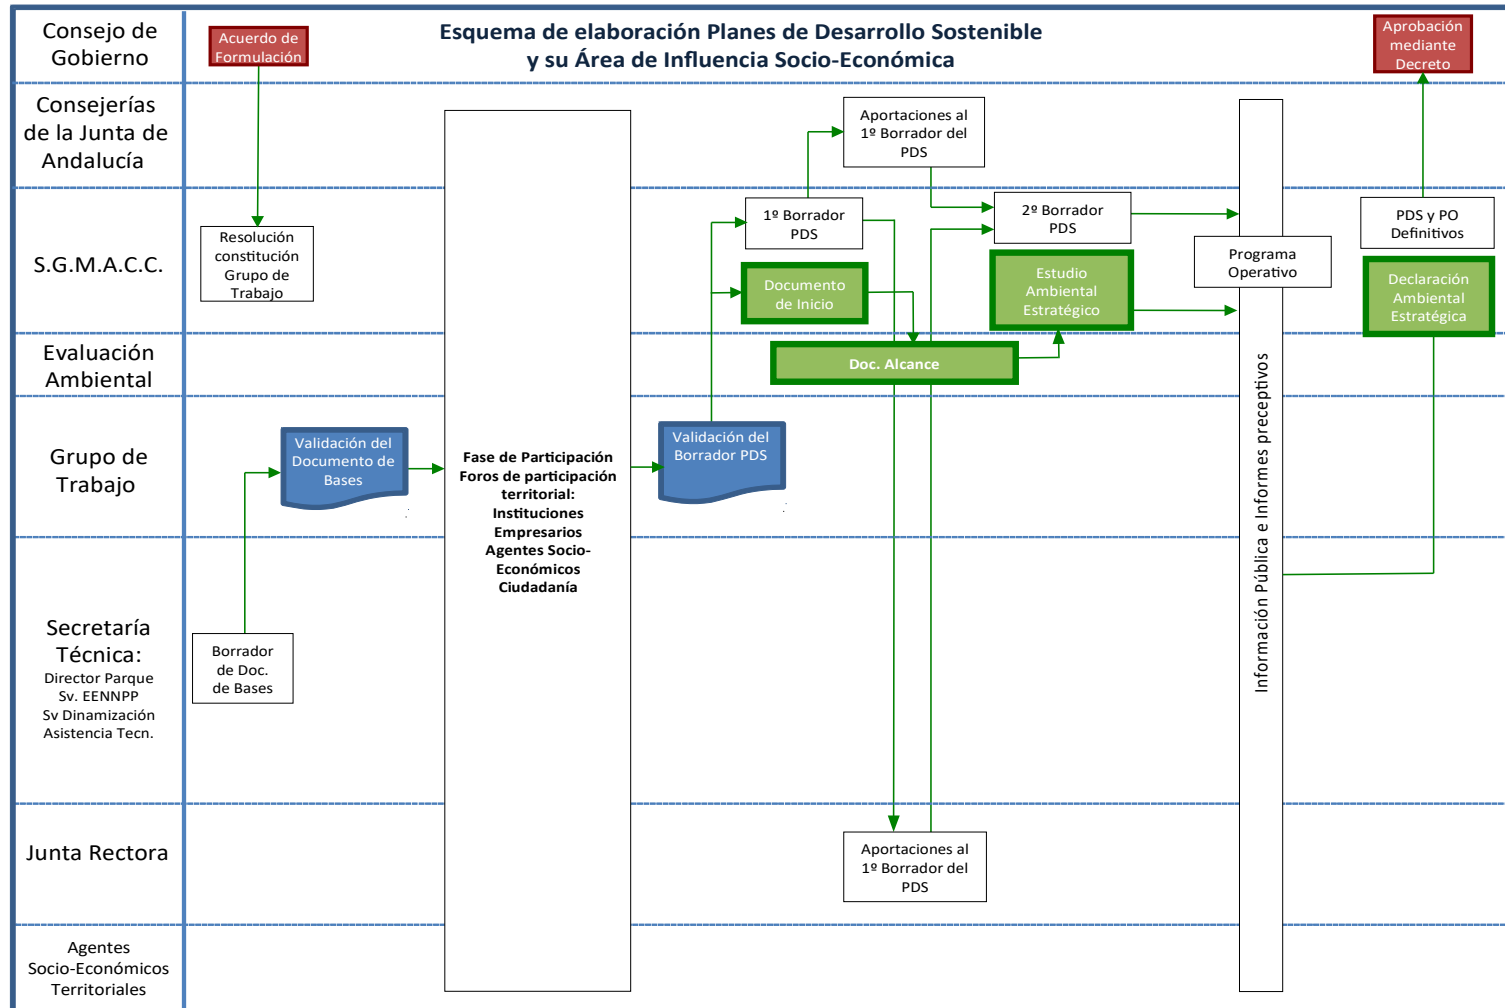 Esquema de elaboración Planes de Desarrollo Sostenible
y su Área de Influencia Socio-Económica
Consejo de
Gobierno
Acuerdo de
Formulación
Aprobación
mediante
Decreto
Consejerías
de la Junta de
Andalucía
Aportaciones al
1º Borrador del
PDS
S.G.M.A.C.C.
Resolución
constitución
Grupo de
Trabajo
1º Borrador
PDS
2º Borrador
PDS
Programa
Operativo
PDS y PO
Definitivos
Documento
de Inicio
Estudio
Ambiental
Estratégico
Declaración
Ambiental
Estratégica
Evaluación
Ambiental
Doc. Alcance
Grupo de
Trabajo
Validación del
Documento de
Bases
Fase de Participación
Foros de participación
territorial:
Instituciones
Empresarios
Agentes Socio-
Económicos
Ciudadanía
Validación del
Borrador PDS
Información Pública e Informes preceptivos
Secretaría
Técnica:
Director Parque
Sv. EENNPP
Sv Dinamización
Asistencia Tecn.
Borrador
de Doc.
de Bases
Junta Rectora
Aportaciones al
1º Borrador del
PDS
Agentes
Socio-Económicos
Territoriales